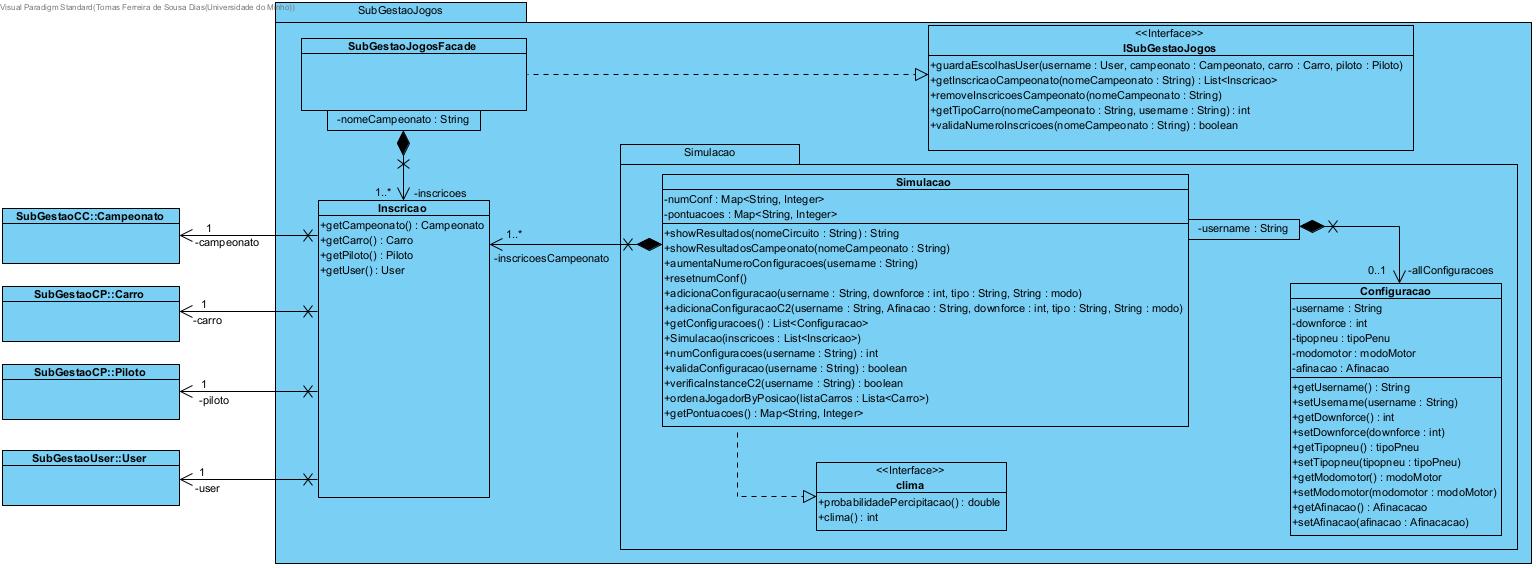 Visual Paradigm Standard(Tomas Ferreira de Sousa Dias(Universidade do Minho))
SubGestaoJogos
SubGestaoJogosFacade
-nomeCampeonato : String
<<Interface>>
ISubGestaoJogos
+guardaEscolhasUser(username : User, campeonato : Campeonato, carro : Carro, piloto : Piloto)
+getInscricaoCampeonato(nomeCampeonato : String) : List<Inscricao>
+removeInscricoesCampeonato(nomeCampeonato : String)
+getTipoCarro(nomeCampeonato : String, username : String) : int
+validaNumeroInscricoes(nomeCampeonato : String) : boolean
1..*
-inscricoes
Inscricao
+getCampeonato() : Campeonato
+getCarro() : Carro
+getPiloto() : Piloto
+getUser() : User
SubGestaoCC::Campeonato
1
-campeonato
SubGestaoCP::Carro
1
-carro
SubGestaoCP::Piloto
1
-piloto
SubGestaoUser::User
1
-user
1..*
-inscricoesCampeonato
Simulacao
Simulacao
-numConf : Map<String, Integer>
-pontuacoes : Map<String, Integer>
+showResultados(nomeCircuito : String) : String
+showResultadosCampeonato(nomeCampeonato : String)
+aumentaNumeroConfiguracoes(username : String)
+resetnumConf()
+adicionaConfiguracao(username : String, downforce : int, tipo : String, String : modo)
+adicionaConfiguracaoC2(username : String, Afinacao : String, downforce : int, tipo : String, String : modo)
+getConfiguracoes() : List<Configuracao>
+Simulacao(inscricoes : List<Inscricao>)
+numConfiguracoes(username : String) : int
+validaConfiguracao(username : String) : boolean
+verificaInstanceC2(username : String) : boolean
+ordenaJogadorByPosicao(listaCarros : Lista<Carro>)
+getPontuacoes() : Map<String, Integer>
-username : String
0..1
-allConfiguracoes
<<Interface>>
clima
+probabilidadePercipitacao() : double
+clima() : int
Configuracao
-username : String
-downforce : int
-tipopneu : tipoPenu
-modomotor : modoMotor
-afinacao : Afinacao
+getUsername() : String
+setUsername(username : String)
+getDownforce() : int
+setDownforce(downforce : int)
+getTipopneu() : tipoPneu
+setTipopneu(tipopneu : tipoPneu)
+getModomotor() : modoMotor
+setModomotor(modomotor : modoMotor)
+getAfinacao() : Afinacacao
+setAfinacao(afinacao : Afinacacao)